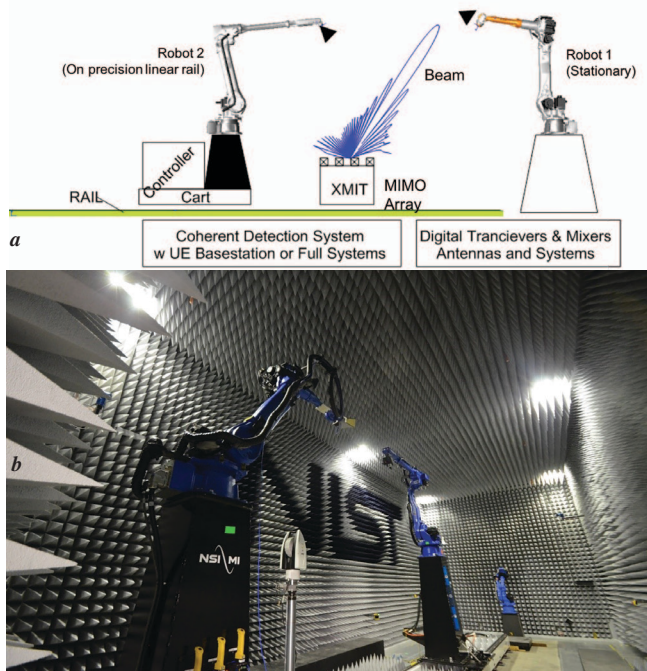 Robot 2
(On precision linear rail)
Robot 1
(Stationary)
Beam
Controller
XMIT
MIMO
Array
RAIL
Cart
a
Coherent Detection System
w UE Basestation or Full Systems
Digital Trancievers & Mixers
Antennas and Systems
b
NIST
NSI MI